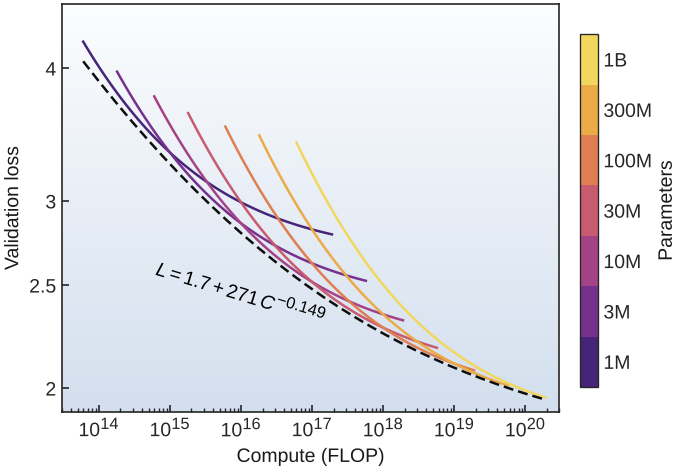 4
3
2.5
2
Validation loss
L = 1.7 + 271 C^−0.149
10^14 10^15 10^16 10^17 10^18 10^19 10^20
Compute (FLOP)
1B
300M
100M
30M
10M
3M
1M
Parameters